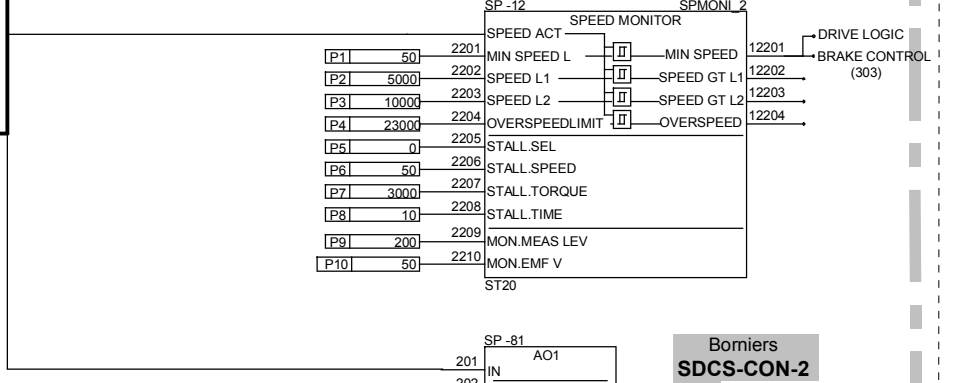 SP -12 SPMONI_2
SPEED MONITOR
SPEED ACT
DRIVE LOGIC
P1 50 2201 MIN SPEED L MIN SPEED 12201 BRAKE CONTROL
(303)
P2 5000 2202 SPEED L1 SPEED GT L1 12202
P3 10000 2203 SPEED L2 SPEED GT L2 12203
P4 23000 2204 OVERSPEEDLIMIT OVERSPEED 12204
P5 0 2205 STALL.SEL
P6 50 2206 STALL.SPEED
P7 3000 2207 STALL.TORQUE
P8 10 2208 STALL.TIME
P9 200 2209 MON.MEAS LEV
P10 50 2210 MON.EMF V
ST20
SP -81 Borniers
AO1 SDCS-CON-2
201 IN
202